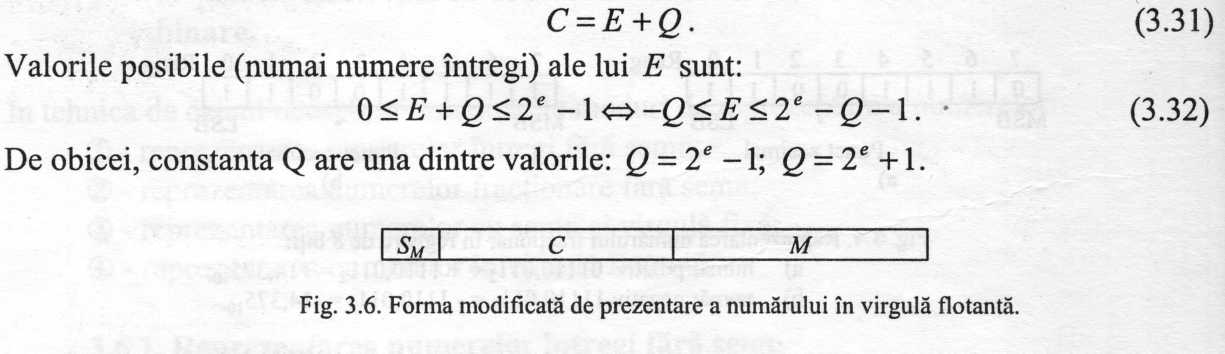 C = E + Q. (3.31)
Valorile posibile (numai numere întregi) ale lui E sunt:
0 ≤ E + Q ≤ 2^e − 1 ⇔ −Q ≤ E ≤ 2^e − Q − 1. (3.32)
De obicei, constanta Q are una dintre valorile: Q = 2^e − 1; Q = 2^e + 1.
S_M C M
Fig. 3.6. Forma modificată de prezentare a numărului în virgulă flotantă.